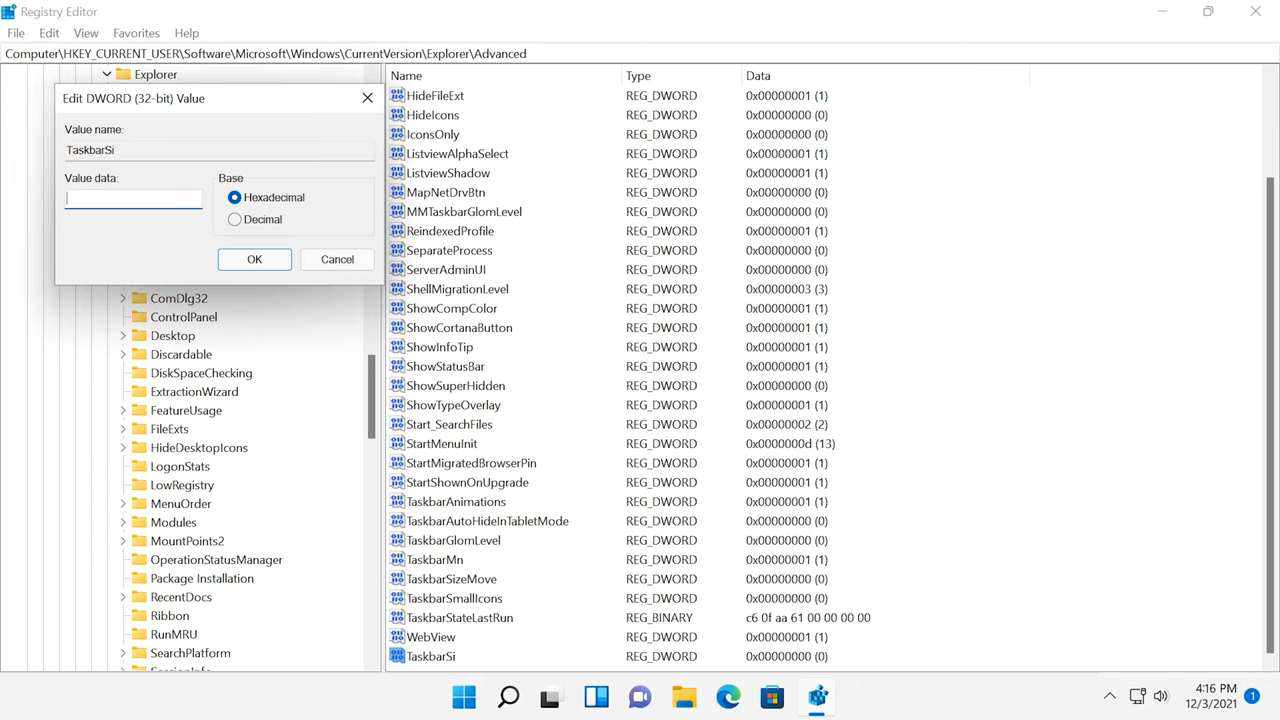 Registry Editor
File Edit View Favorites Help
Computer\HKEY_CURRENT_USER\Software\Microsoft\Windows\CurrentVersion\Explorer\Advanced
Explorer
Edit DWORD (32-bit) Value
Value name:
TaskbarSi
Value data:
Base
Hexadecimal
Decimal
OK Cancel
ComDlg32
ControlPanel
Desktop
Discardable
DiskSpaceChecking
ExtractionWizard
FeatureUsage
FileExts
HideDesktopIcons
LogonStats
LowRegistry
MenuOrder
Modules
MountPoints2
OperationStatusManager
Package Installation
RecentDocs
Ribbon
RunMRU
SearchPlatform
SessionInfo
Name Type Data
HideFileExt REG_DWORD 0x00000001 (1)
HideIcons REG_DWORD 0x00000000 (0)
IconsOnly REG_DWORD 0x00000000 (0)
ListviewAlphaSelect REG_DWORD 0x00000001 (1)
ListviewShadow REG_DWORD 0x00000001 (1)
MapNetDrvBtn REG_DWORD 0x00000000 (0)
MMTaskbarGlomLevel REG_DWORD 0x00000000 (0)
ReindexedProfile REG_DWORD 0x00000001 (1)
SeparateProcess REG_DWORD 0x00000000 (0)
ServerAdminUI REG_DWORD 0x00000000 (0)
ShellMigrationLevel REG_DWORD 0x00000003 (3)
ShowCompColor REG_DWORD 0x00000001 (1)
ShowCortanaButton REG_DWORD 0x00000001 (1)
ShowInfoTip REG_DWORD 0x00000001 (1)
ShowStatusBar REG_DWORD 0x00000001 (1)
ShowSuperHidden REG_DWORD 0x00000000 (0)
ShowTypeOverlay REG_DWORD 0x00000001 (1)
Start_SearchFiles REG_DWORD 0x00000002 (2)
StartMenuInit REG_DWORD 0x0000000d (13)
StartMigratedBrowserPin REG_DWORD 0x00000001 (1)
StartShownOnUpgrade REG_DWORD 0x00000001 (1)
TaskbarAnimations REG_DWORD 0x00000001 (1)
TaskbarAutoHideInTabletMode REG_DWORD 0x00000000 (0)
TaskbarGlomLevel REG_DWORD 0x00000000 (0)
TaskbarMn REG_DWORD 0x00000001 (1)
TaskbarSizeMove REG_DWORD 0x00000000 (0)
TaskbarSmallIcons REG_DWORD 0x00000000 (0)
TaskbarStateLastRun REG_BINARY c6 0f aa 61 00 00 00 00
WebView REG_DWORD 0x00000001 (1)
TaskbarSi REG_DWORD 0x00000000 (0)
4:16 PM
12/3/2021
1